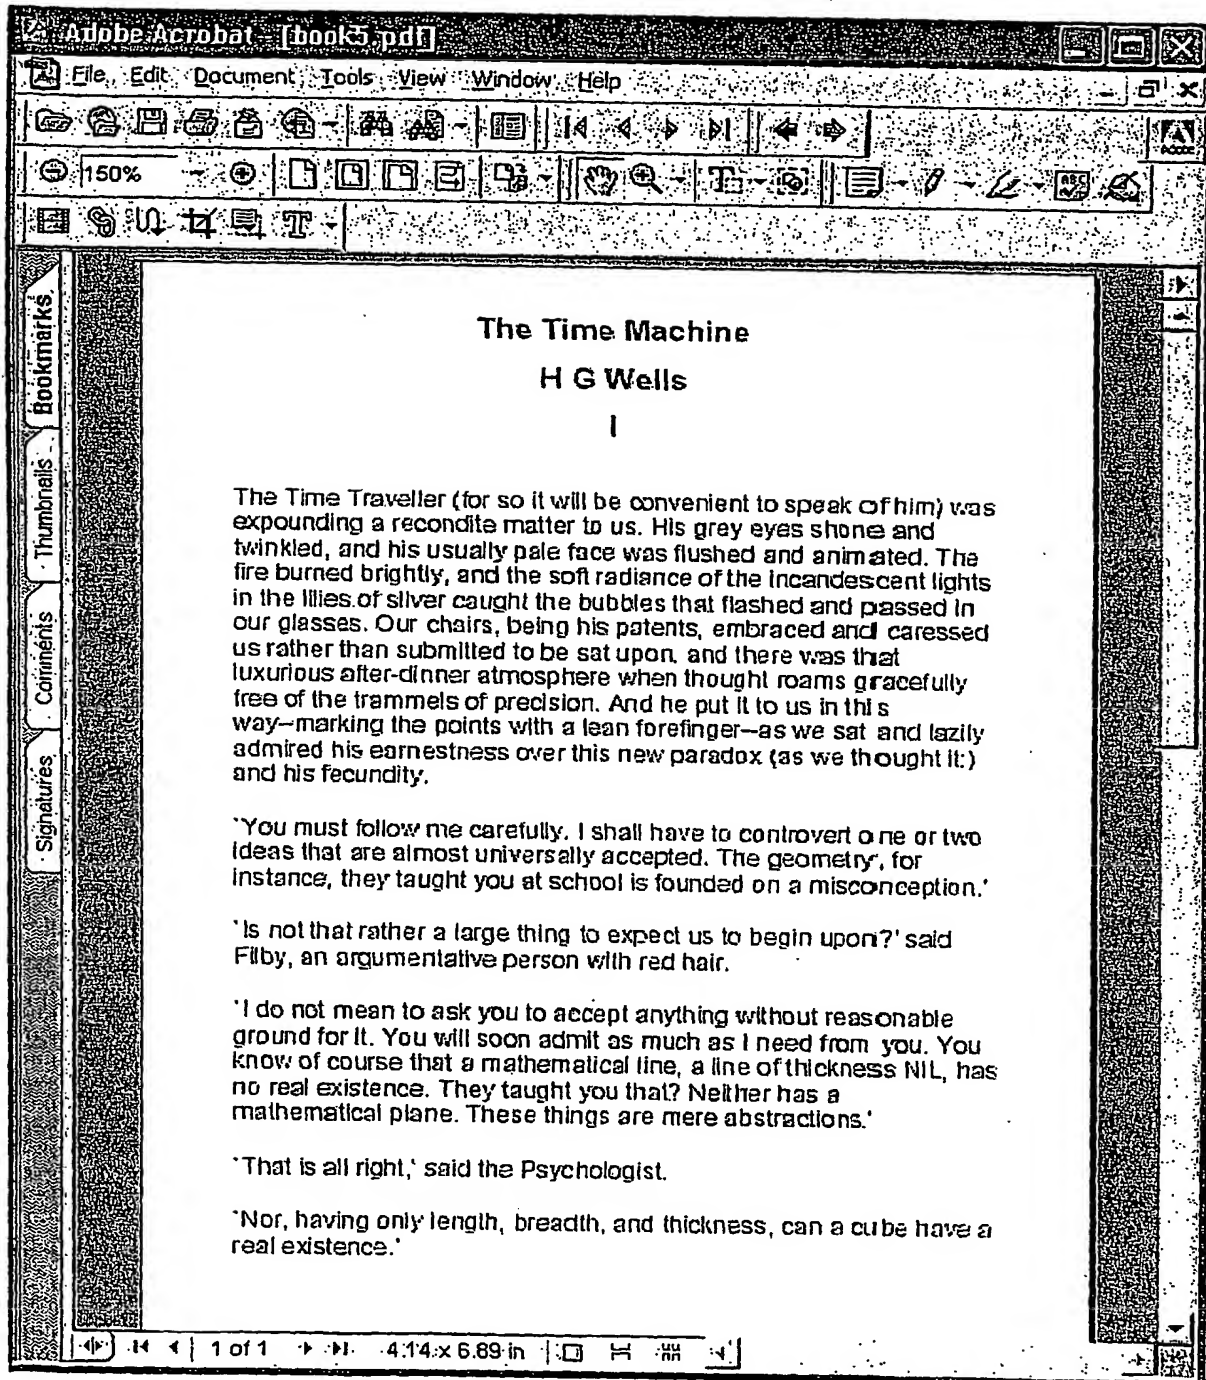 Adobe Acrobat - [book5.pdf]
File Edit Document Tools View Window Help
150%
Bookmarks
Thumbnails
Comments
Signatures
The Time Machine
H G Wells
I
The Time Traveller (for so it will be convenient to speak of him) was
expounding a recondite matter to us. His grey eyes shone and
twinkled, and his usually pale face was flushed and animated. The
fire burned brightly, and the soft radiance of the incandescent lights
in the lilies of silver caught the bubbles that flashed and passed in
our glasses. Our chairs, being his patents, embraced and caressed
us rather than submitted to be sat upon, and there was that
luxurious after-dinner atmosphere when thought roams gracefully
free of the trammels of precision. And he put it to us in this
way--marking the points with a lean forefinger--as we sat and lazily
admired his earnestness over this new paradox (as we thought it:)
and his fecundity.
`You must follow me carefully. I shall have to controvert one or two
ideas that are almost universally accepted. The geometry, for
instance, they taught you at school is founded on a misconception.'
`Is not that rather a large thing to expect us to begin upon?' said
Filby, an argumentative person with red hair.
`I do not mean to ask you to accept anything without reasonable
ground for it. You will soon admit as much as I need from you. You
know of course that a mathematical line, a line of thickness NIL, has
no real existence. They taught you that? Neither has a
mathematical plane. These things are mere abstractions.'
`That is all right,' said the Psychologist.
`Nor, having only length, breadth, and thickness, can a cube have a
real existence.'
1 of 1 4.14 x 6.89 in